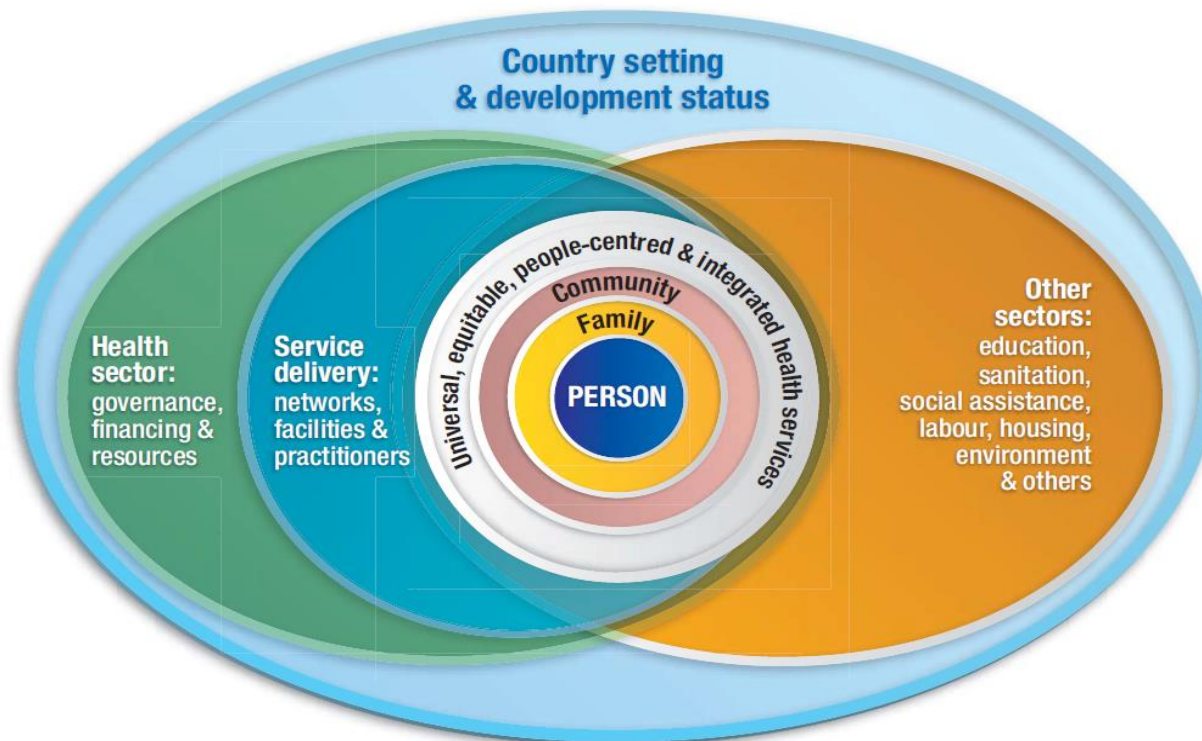 Country setting
& development status
Health
sector:
governance,
financing &
resources
Service
delivery:
networks,
facilities &
practitioners
Universal, equitable, people-centred & integrated health services
Community
Family
PERSON
Other
sectors:
education,
sanitation,
social assistance,
labour, housing,
environment
& others